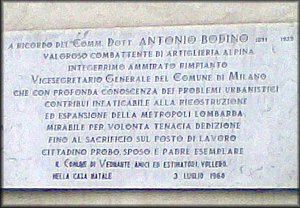 A RICORDO DEL COMM. DOTT. ANTONIO BODINO 1891 1959
VALOROSO COMBATTENTE DI ARTIGLIERIA ALPINA
INTEGERRIMO AMMIRATO RIMPIANTO
VICESEGRETARIO GENERALE DEL COMUNE DI MILANO
CHE CON PROFONDA CONOSCENZA DEI PROBLEMI URBANISTICI
CONTRIBUÌ INFATICABILE ALLA RICOSTRUZIONE
ED ESPANSIONE DELLA METROPOLI LOMBARDA
MIRABILE PER VOLONTÀ TENACIA DEDIZIONE
FINO AL SACRIFICIO SUL POSTO DI LAVORO
CITTADINO PROBO, SPOSO E PADRE ESEMPLARE
IL COMUNE DI VERNANTE AMICI ED ESTIMATORI, VOLLERO,
NELLA CASA NATALE 3 LUGLIO 1960